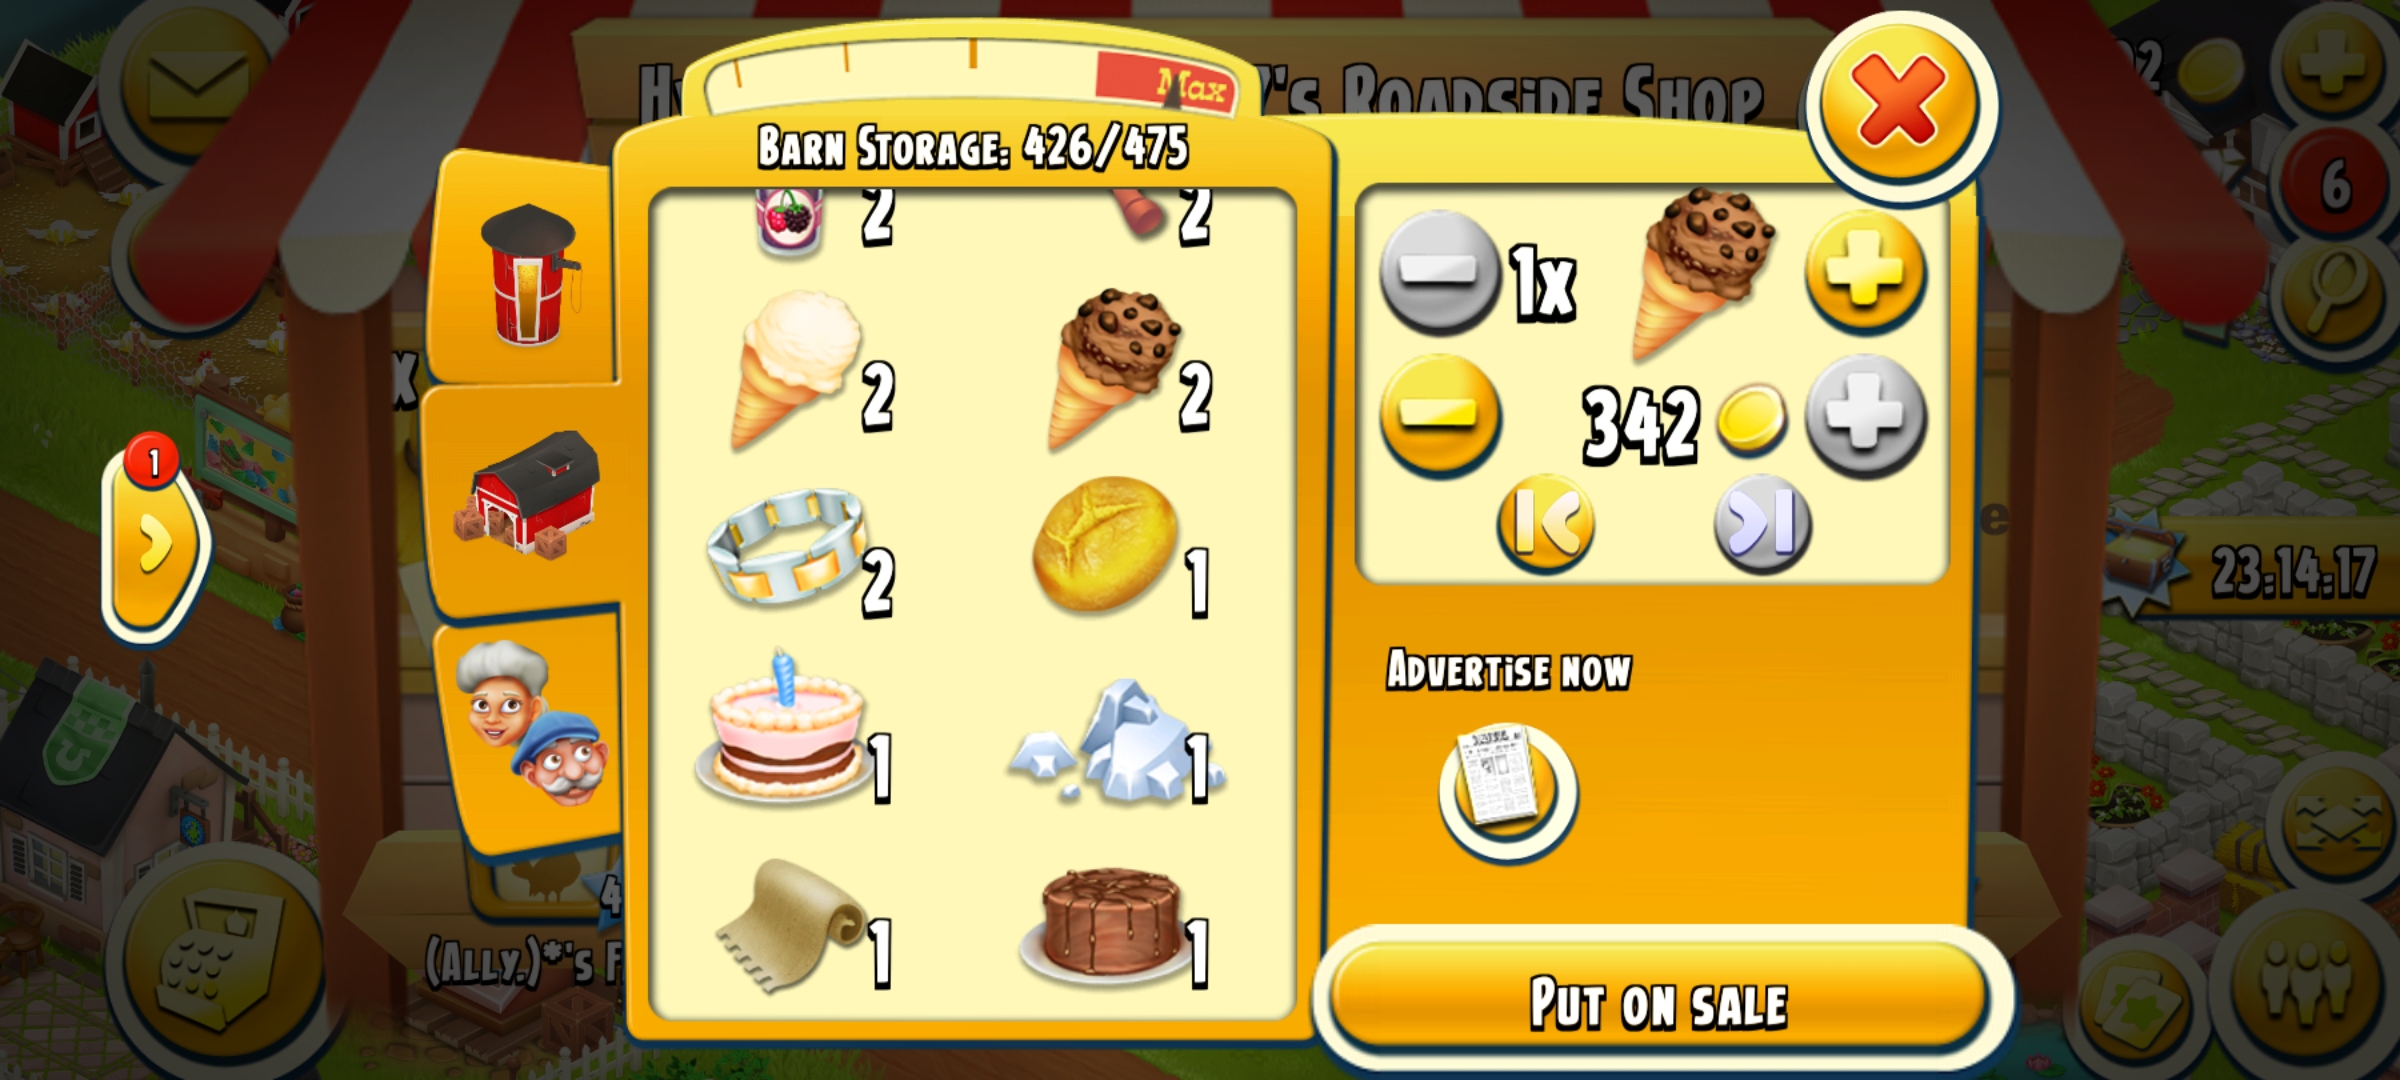 Max
's Roadside Shop
Barn Storage: 426/475
2
2
2
2
2
1
1
1
1
1
1x
342
Advertise now
Put on sale
1
6
23:14:17
(Ally.)*'s